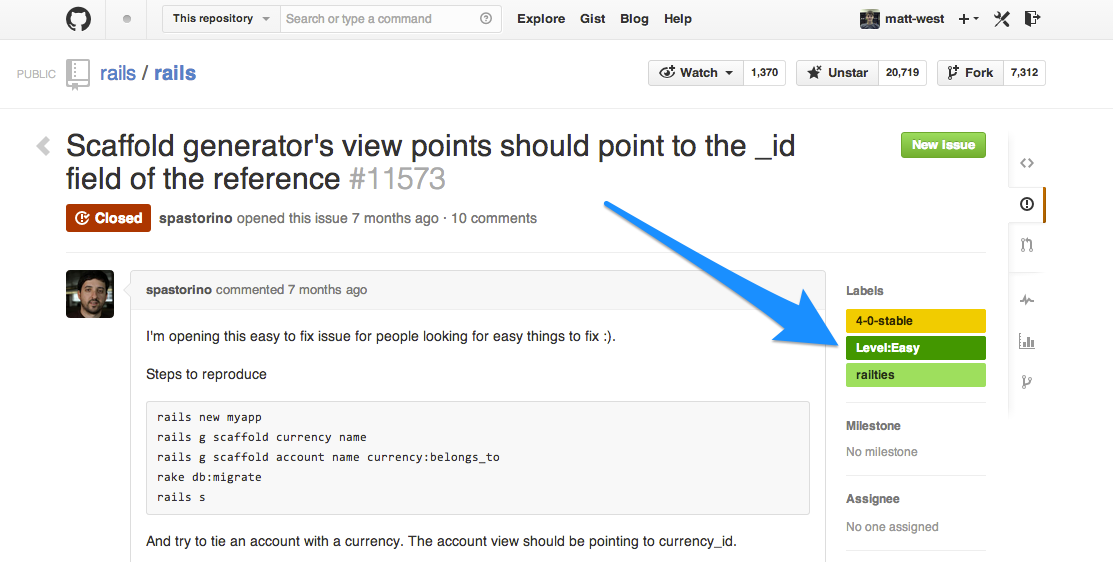 This repository Search or type a command Explore Gist Blog Help matt-west
PUBLIC rails / rails Watch 1,370 Unstar 20,719 Fork 7,312
Scaffold generator's view points should point to the _id
field of the reference #11573
New Issue
Closed spastorino opened this issue 7 months ago · 10 comments
spastorino commented 7 months ago
I'm opening this easy to fix issue for people looking for easy things to fix :).
Steps to reproduce
rails new myapp
rails g scaffold currency name
rails g scaffold account name currency:belongs_to
rake db:migrate
rails s
And try to tie an account with a currency. The account view should be pointing to currency_id.
Labels
4-0-stable
Level:Easy
railties
Milestone
No milestone
Assignee
No one assigned